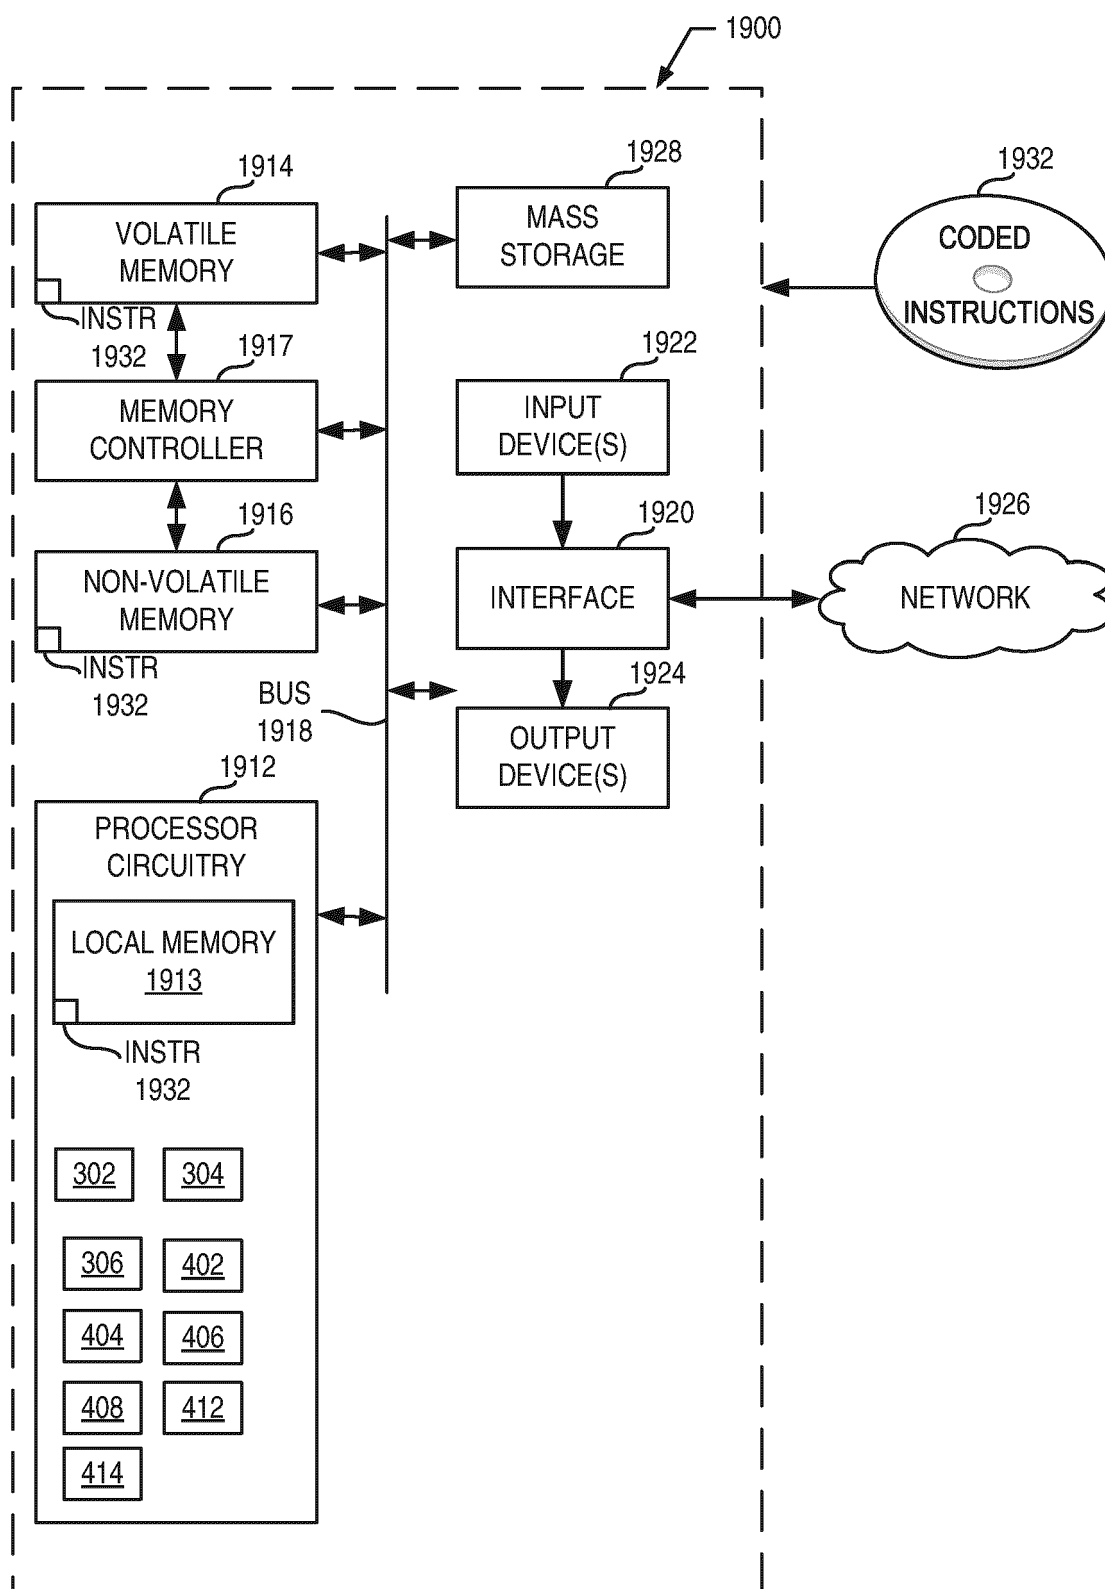 1900
1914
VOLATILE
MEMORY
INSTR
1932
1928
MASS
STORAGE
1932
CODED
INSTRUCTIONS
1917
MEMORY
CONTROLLER
1922
INPUT
DEVICE(S)
1916
NON-VOLATILE
MEMORY
INSTR
1932
1920
INTERFACE
1926
NETWORK
BUS
1918
1924
OUTPUT
DEVICE(S)
1912
PROCESSOR
CIRCUITRY
LOCAL MEMORY
1913
INSTR
1932
302
304
306
402
404
406
408
412
414